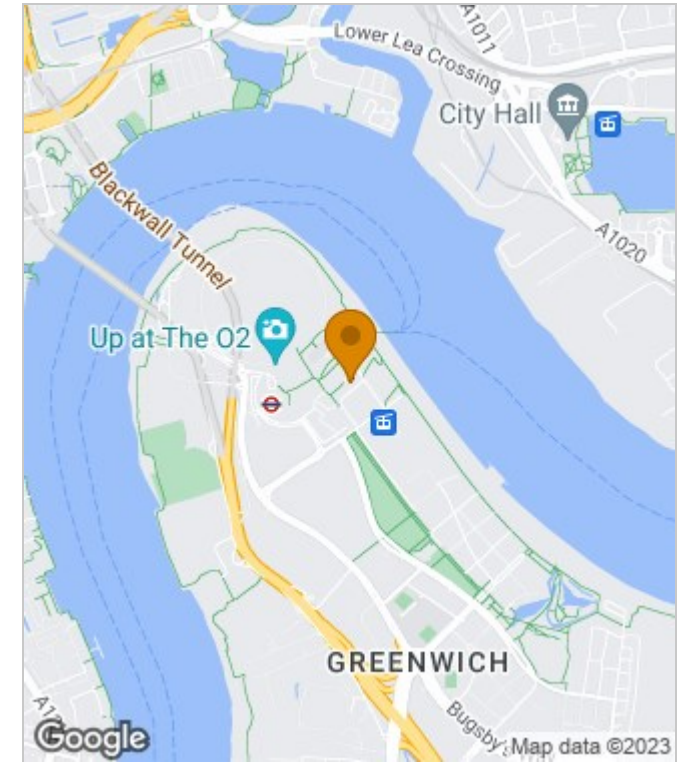 Lower Lea Crossing
A1011
City Hall
A1020
Blackwall Tunnel
Up at The O2
GREENWICH
Bugsby's
A12
Google
Map data ©2023